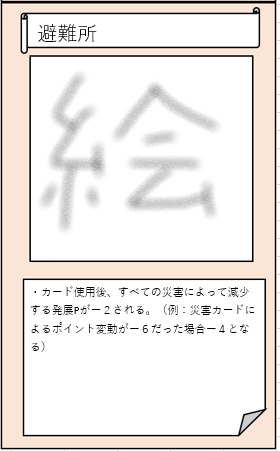 避難所
絵
・カード使用後、すべての災害によって減少
する発展Pがー２される。（例：災害カードに
よるポイント変動がー６だった場合ー４とな
る）